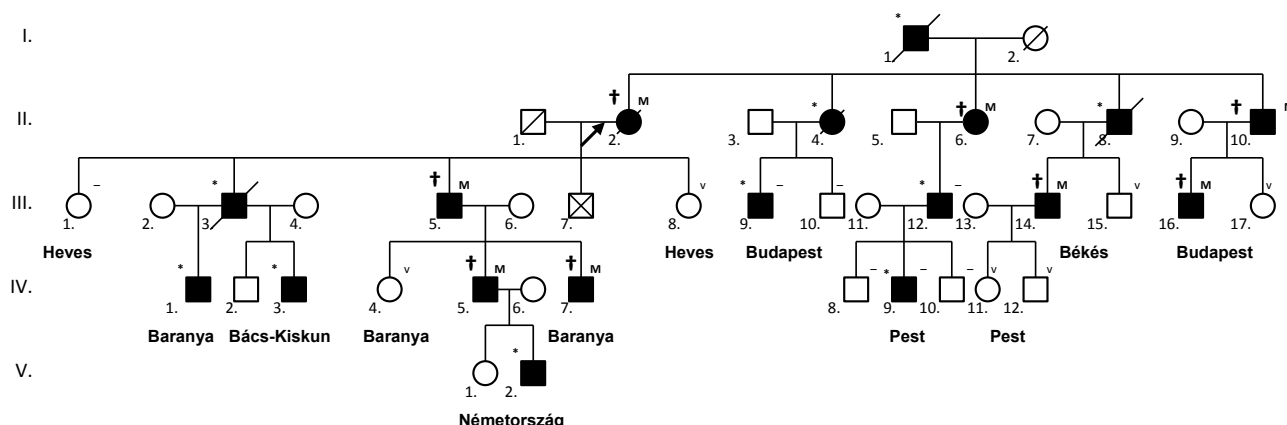 I.
*
1. 2.
II.
† M * † M * † M
1. 2. 3. 4. 5. 6. 7. 8. 9. 10.
III.
– * † M v * – – * – † M v † M v
1. 2. 3. 4. 5. 6. 7. 8. 9. 10. 11. 12. 13. 14. 15. 16. 17.
Heves Heves Budapest Békés Budapest
IV.
* * v † M † M – * – – v v
1. 2. 3. 4. 5. 6. 7. 8. 9. 10. 11. 12.
Baranya Bács-Kiskun Baranya Baranya Pest Pest
V.
*
1. 2.
Németország